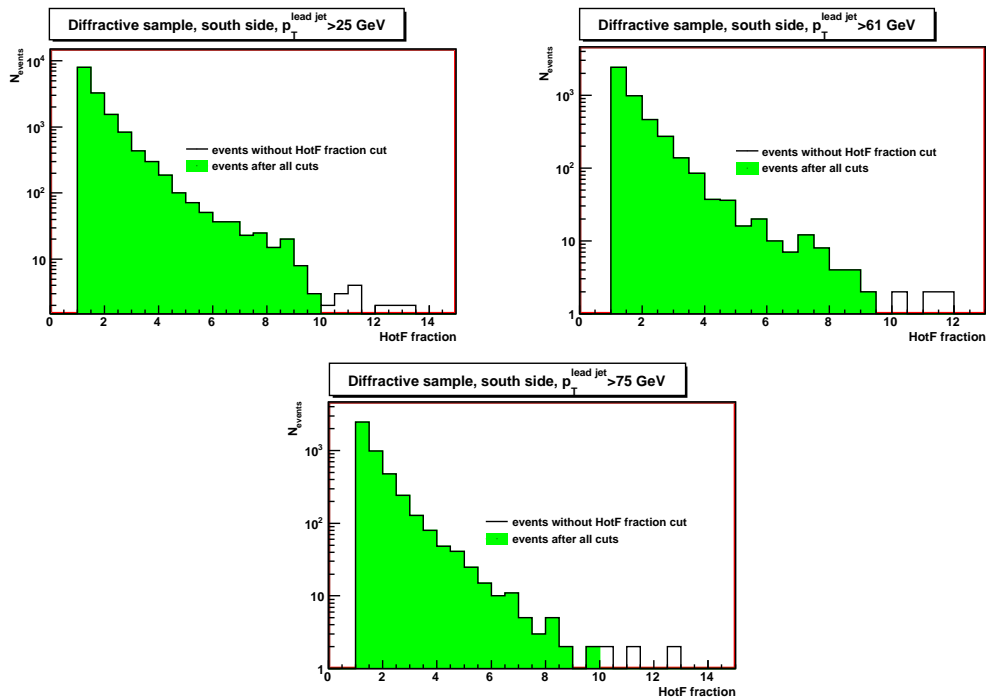 Diffractive sample, south side, p_T^lead jet >25 GeV
N_events
10^4
10^3
10^2
10
events without HotF fraction cut
events after all cuts
0 2 4 6 8 10 12 14
HotF fraction
Diffractive sample, south side, p_T^lead jet >61 GeV
N_events
10^3
10^2
10
1
events without HotF fraction cut
events after all cuts
0 2 4 6 8 10 12
HotF fraction
Diffractive sample, south side, p_T^lead jet >75 GeV
N_events
10^3
10^2
10
1
events without HotF fraction cut
events after all cuts
0 2 4 6 8 10 12 14
HotF fraction